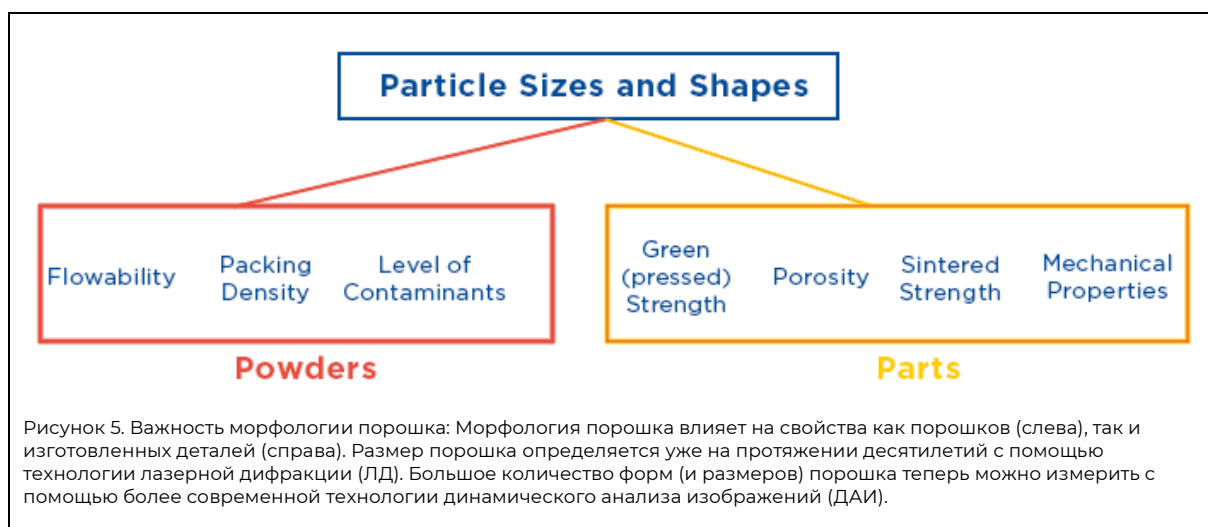 Particle Sizes and Shapes
Flowability
Packing
Density
Level of
Contaminants
Green
(pressed)
Strength
Porosity
Sintered
Strength
Mechanical
Properties
Powders
Parts
Рисунок 5. Важность морфологии порошка: Морфология порошка влияет на свойства как порошков (слева), так и
изготовленных деталей (справа). Размер порошка определяется уже на протяжении десятилетий с помощью
технологии лазерной дифракции (ЛД). Большое количество форм (и размеров) порошка теперь можно измерить с
помощью более современной технологии динамического анализа изображений (ДАИ).